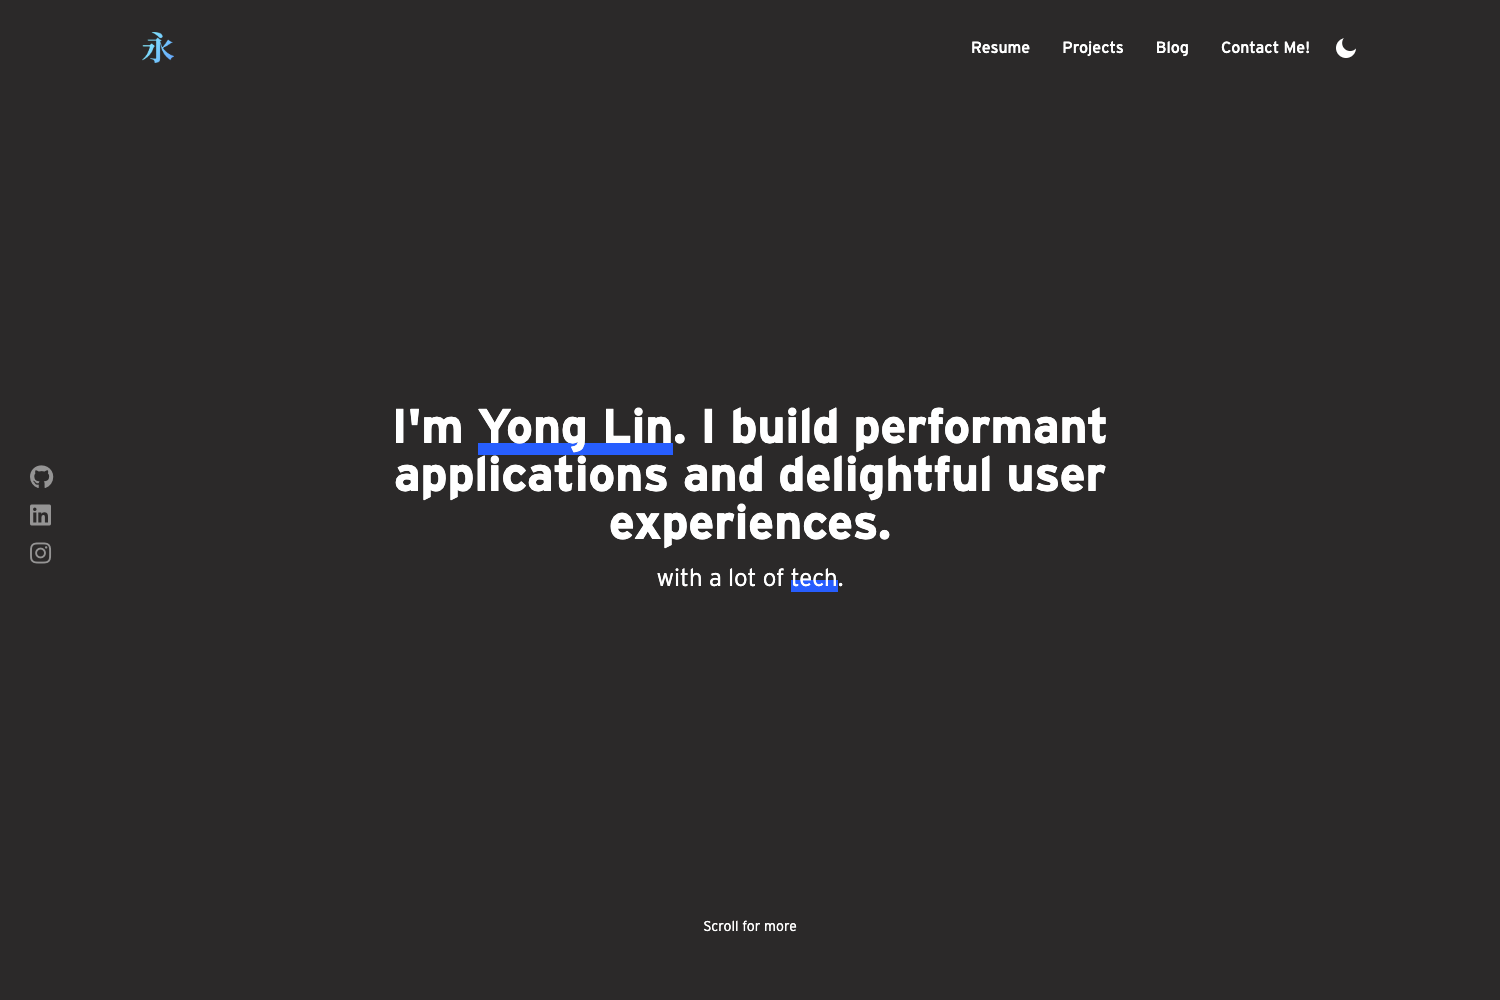 永
Resume
Projects
Blog
Contact Me!
I'm Yong Lin. I build performant
applications and delightful user
experiences.
with a lot of tech.
Scroll for more